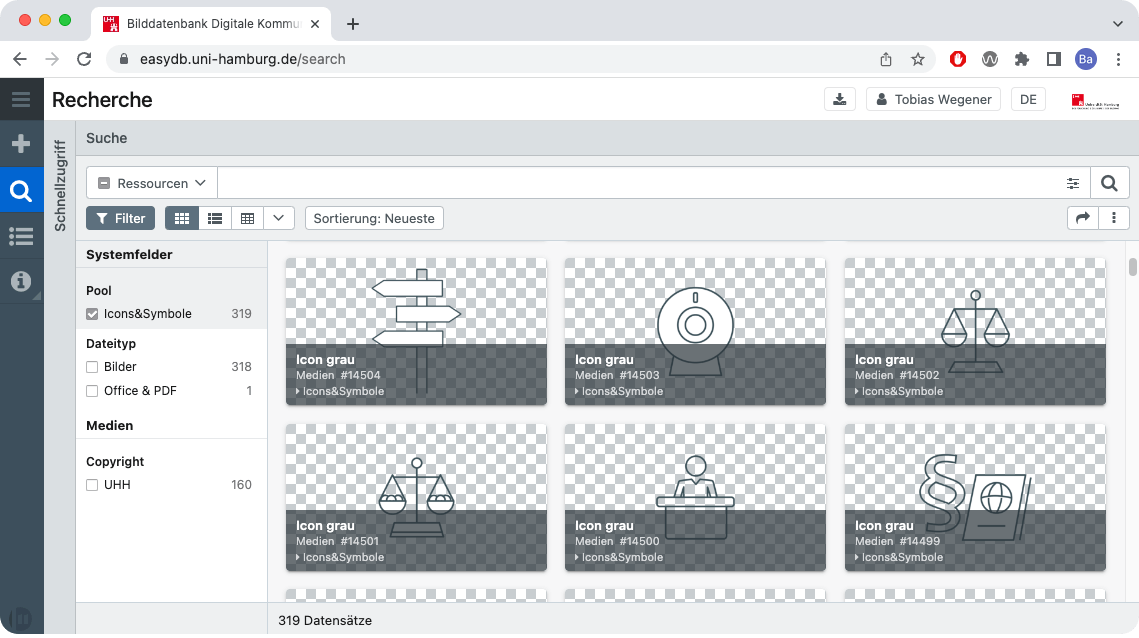 Bilddatenbank Digitale Kommu
easydb.uni-hamburg.de/search
Ba
Recherche
Tobias Wegener
DE
UHH
Universität Hamburg
Schnellzugriff
Suche
Ressourcen
Filter
Sortierung: Neueste
Systemfelder
Pool
Icons&Symbole 319
Dateityp
Bilder 318
Office & PDF 1
Medien
Copyright
UHH 160
Icon grau
Medien #14504
Icons&Symbole
Icon grau
Medien #14503
Icons&Symbole
Icon grau
Medien #14502
Icons&Symbole
Icon grau
Medien #14501
Icons&Symbole
Icon grau
Medien #14500
Icons&Symbole
Icon grau
Medien #14499
Icons&Symbole
319 Datensätze